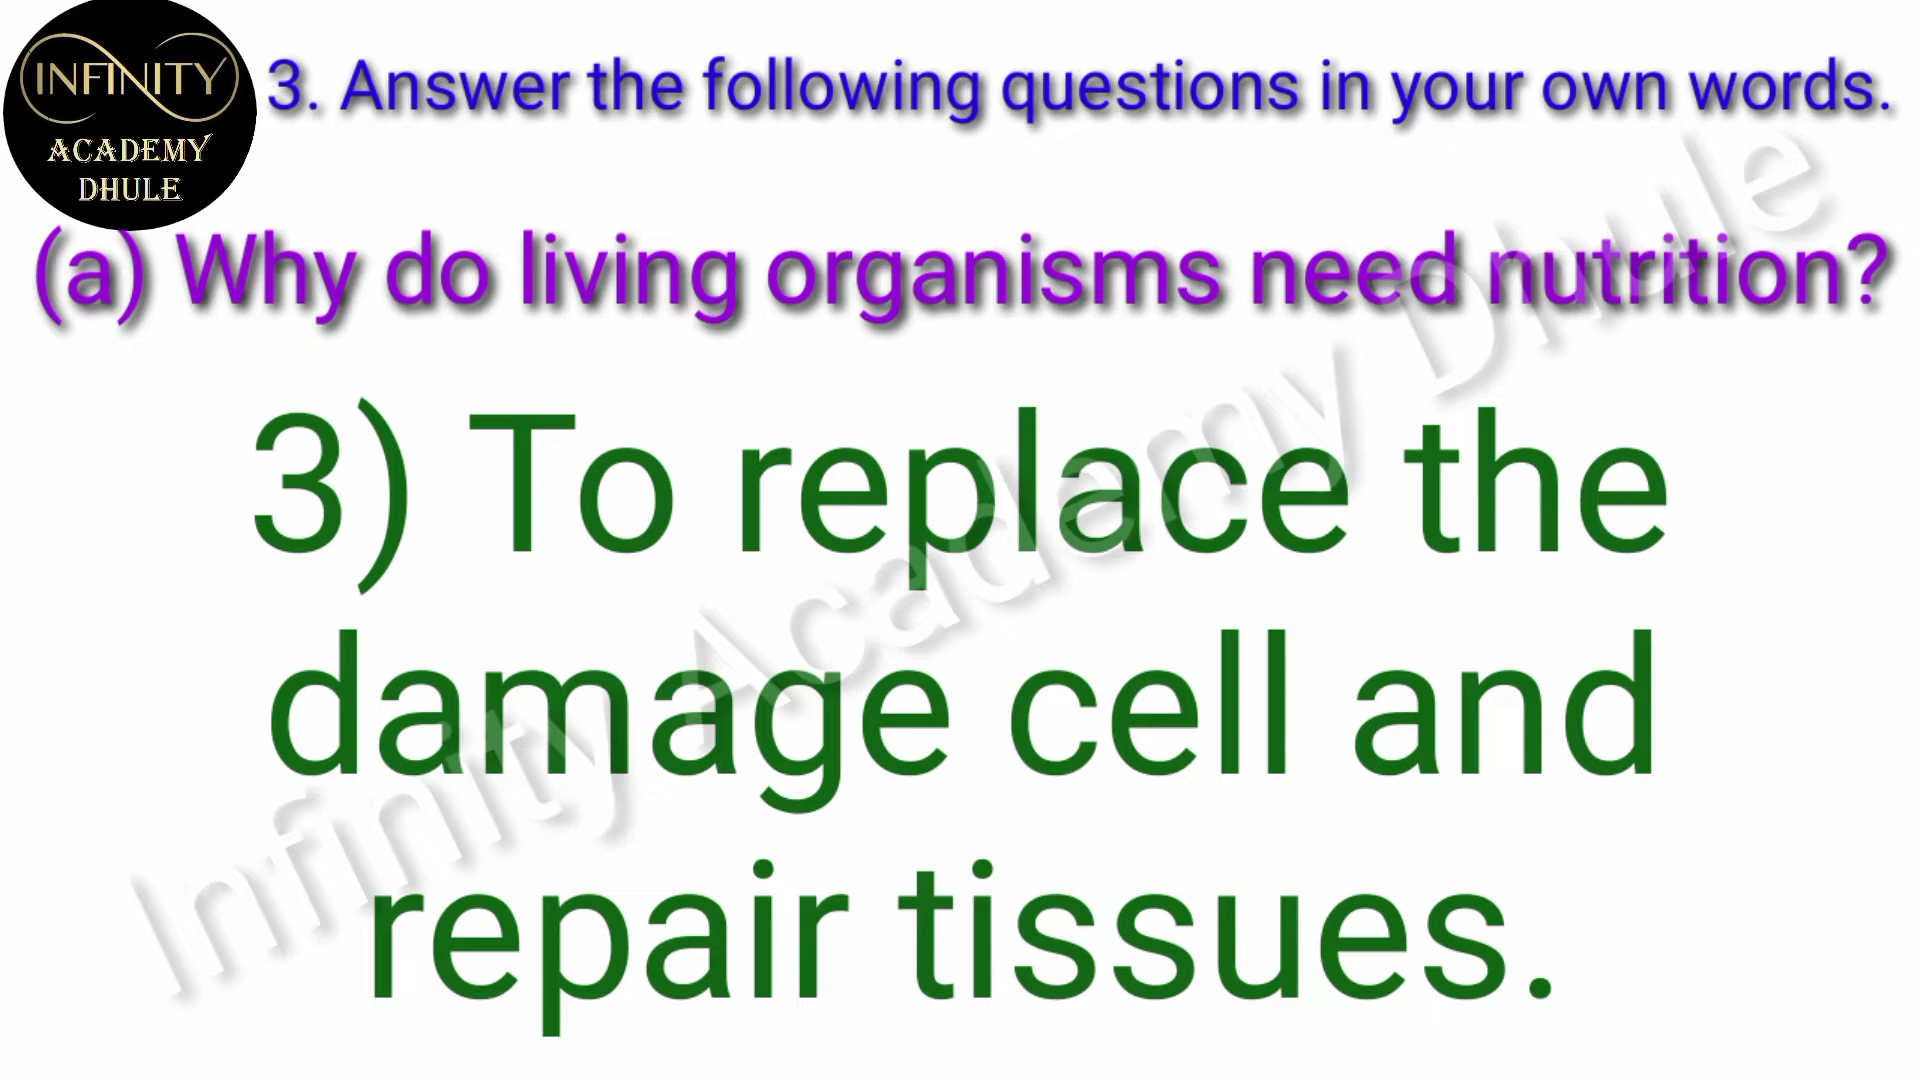 INFINITY
ACADEMY
DHULE
3. Answer the following questions in your own words.
(a) Why do living organisms need nutrition?
3) To replace the
damage cell and
repair tissues.
Infinity Academy Dhule